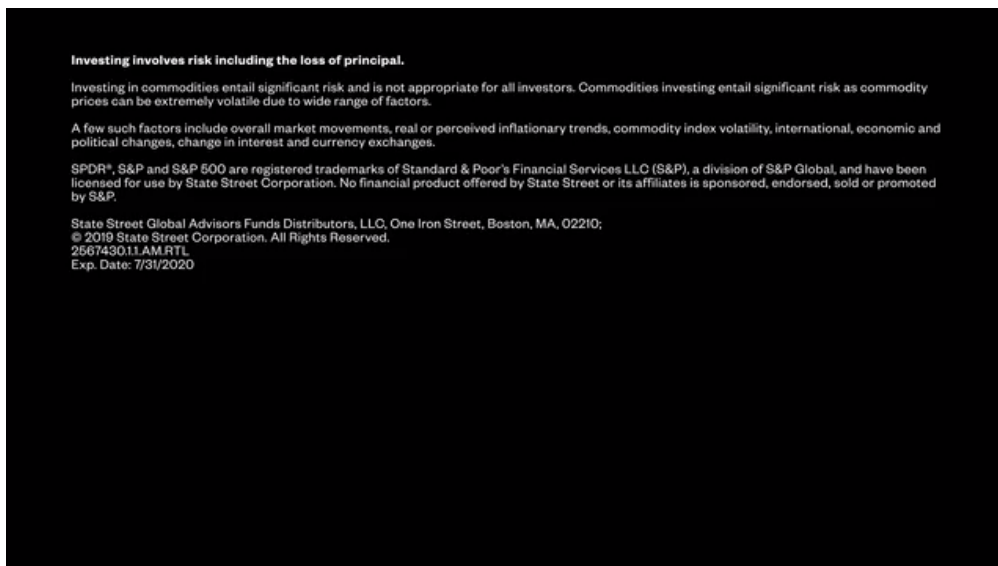 Investing involves risk including the loss of principal.
Investing in commodities entail significant risk and is not appropriate for all investors. Commodities investing entail significant risk as commodity
prices can be extremely volatile due to wide range of factors.
A few such factors include overall market movements, real or perceived inflationary trends, commodity index volatility, international, economic and
political changes, change in interest and currency exchanges.
SPDR®, S&P and S&P 500 are registered trademarks of Standard & Poor's Financial Services LLC (S&P), a division of S&P Global, and have been
licensed for use by State Street Corporation. No financial product offered by State Street or its affiliates is sponsored, endorsed, sold or promoted
by S&P.
State Street Global Advisors Funds Distributors, LLC, One Iron Street, Boston, MA, 02210;
© 2019 State Street Corporation. All Rights Reserved.
2567430.1.1.AM.RTL
Exp. Date: 7/31/2020